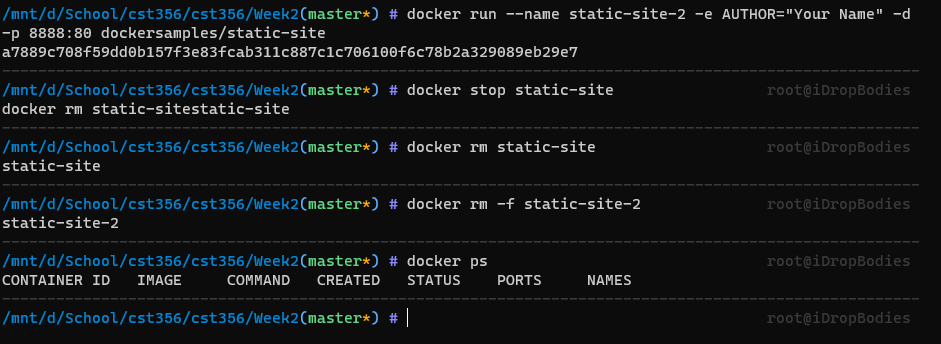 /mnt/d/School/cst356/cst356/Week2(master*) # docker run --name static-site-2 -e AUTHOR="Your Name" -d
-p 8888:80 dockersamples/static-site
a7889c708f59dd0b157f3e83fcab311c887c1c706100f6c78b2a329089eb29e7
/mnt/d/School/cst356/cst356/Week2(master*) # docker stop static-site root@iDropBodies
docker rm static-sitestatic-site
/mnt/d/School/cst356/cst356/Week2(master*) # docker rm static-site root@iDropBodies
static-site
/mnt/d/School/cst356/cst356/Week2(master*) # docker rm -f static-site-2 root@iDropBodies
static-site-2
/mnt/d/School/cst356/cst356/Week2(master*) # docker ps root@iDropBodies
CONTAINER ID IMAGE COMMAND CREATED STATUS PORTS NAMES
/mnt/d/School/cst356/cst356/Week2(master*) # root@iDropBodies